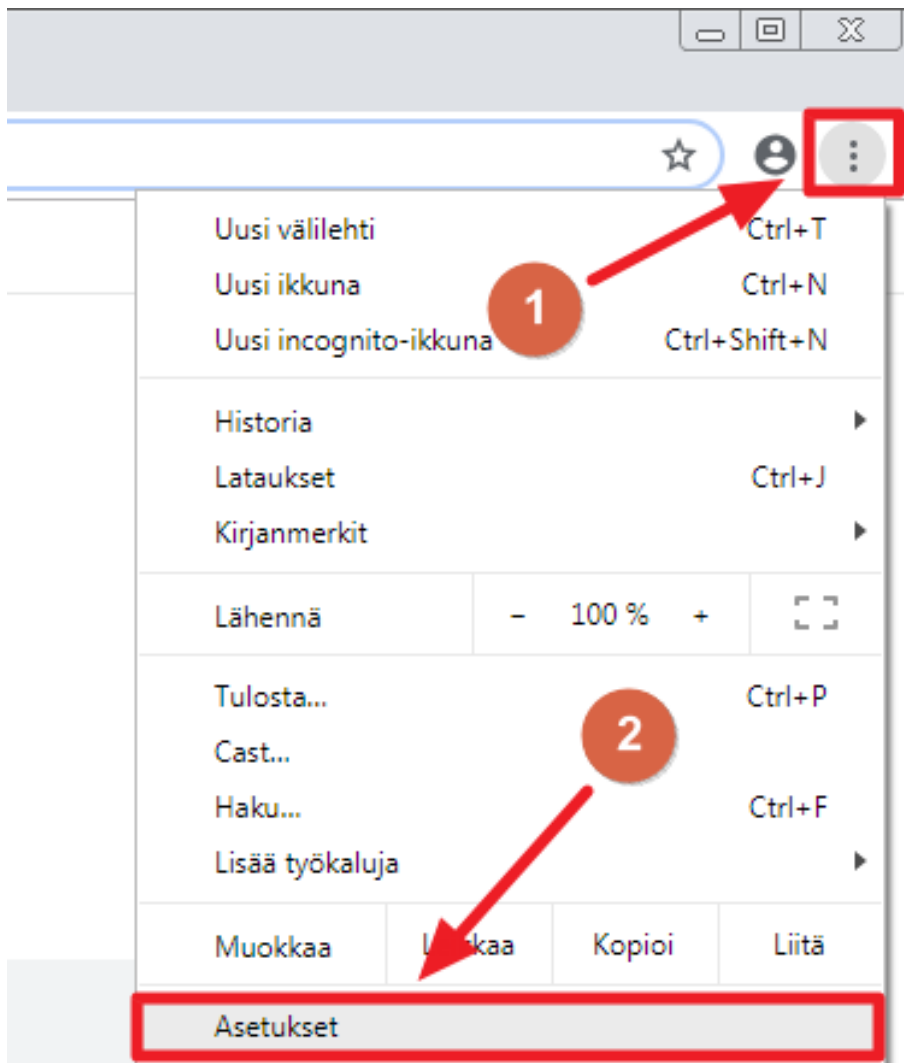 Uusi välilehti Ctrl+T
Uusi ikkuna Ctrl+N
1
Uusi incognito-ikkuna Ctrl+Shift+N
Historia
Lataukset Ctrl+J
Kirjanmerkit
Lähennä − 100 % +
Tulosta... Ctrl+P
2
Cast...
Haku... Ctrl+F
Lisää työkaluja
Muokkaa Kopioi Liitä
Asetukset